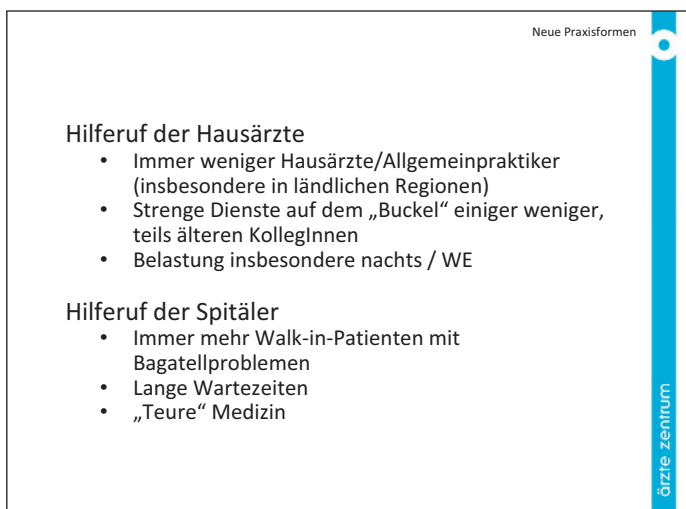 Neue Praxisformen
Hilferuf der Hausärzte
• Immer weniger Hausärzte/Allgemeinpraktiker
(insbesondere in ländlichen Regionen)
• Strenge Dienste auf dem „Buckel“ einiger weniger,
teils älteren KollegInnen
• Belastung insbesondere nachts / WE
Hilferuf der Spitäler
• Immer mehr Walk-in-Patienten mit
Bagatellproblemen
• Lange Wartezeiten
• „Teure“ Medizin
ärzte zentrum